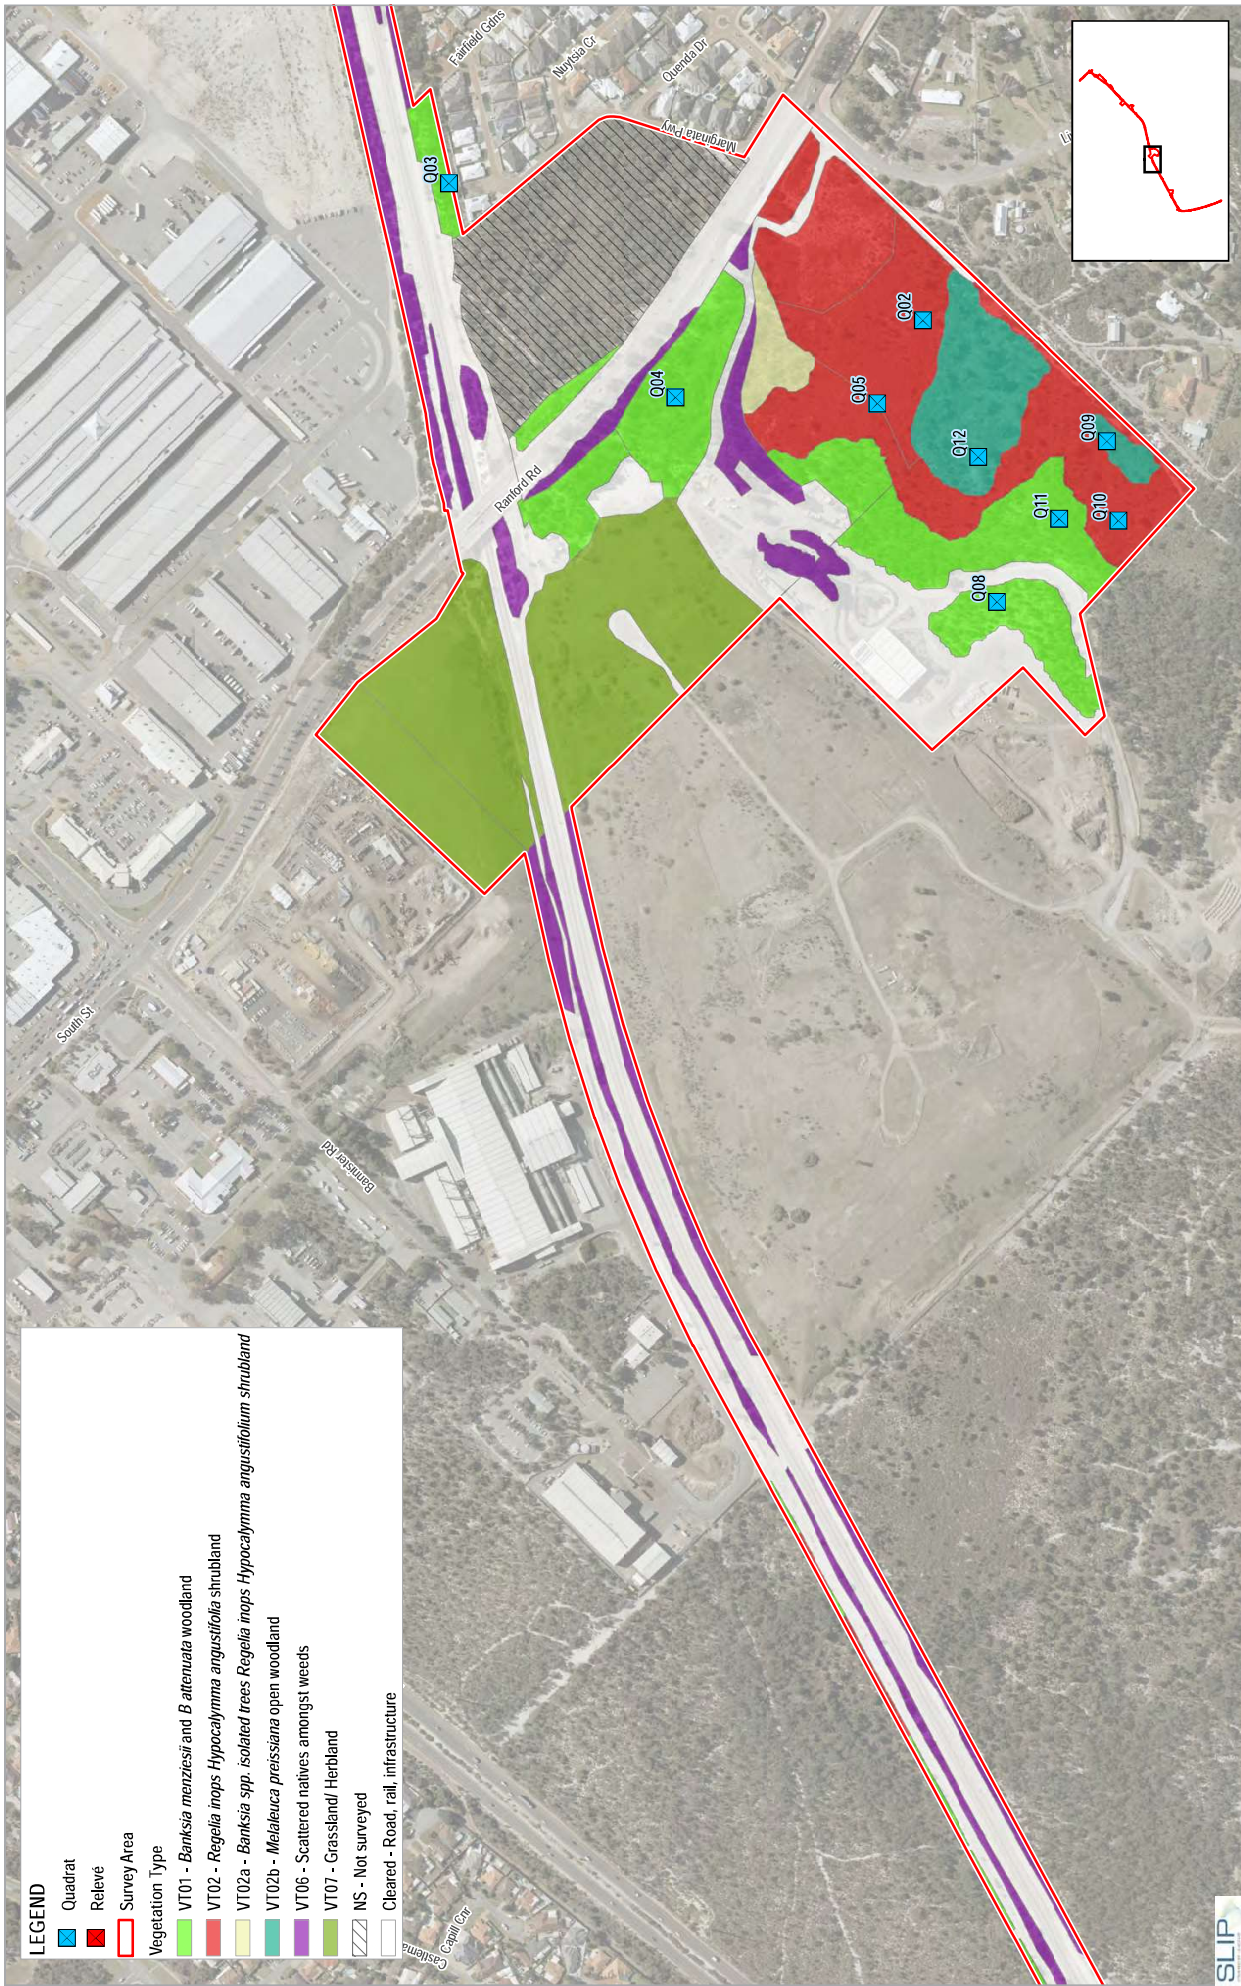 LEGEND
Quadrat
Relevé
Survey Area
Vegetation Type
VT01 - Banksia menziesii and B attenuata woodland
VT02 - Regelia inops Hypocalymma angustifolia shrubland
VT02a - Banksia spp. isolated trees Regelia inops Hypocalymma angustifolium shrubland
VT02b - Melaleuca preissiana open woodland
VT06 - Scattered natives amongst weeds
VT07 - Grassland/ Herbland
NS - Not surveyed
Cleared - Road, rail, infrastructure
Capill Cnr
Bannister Rd
South St
Ranford Rd
Fairfield Gdns
Nuytsia Cr
Quenda Dr
Marginata Pwy
Q03
Q04
Q02
Q05
Q12
Q09
Q11
Q10
Q08
SLIP